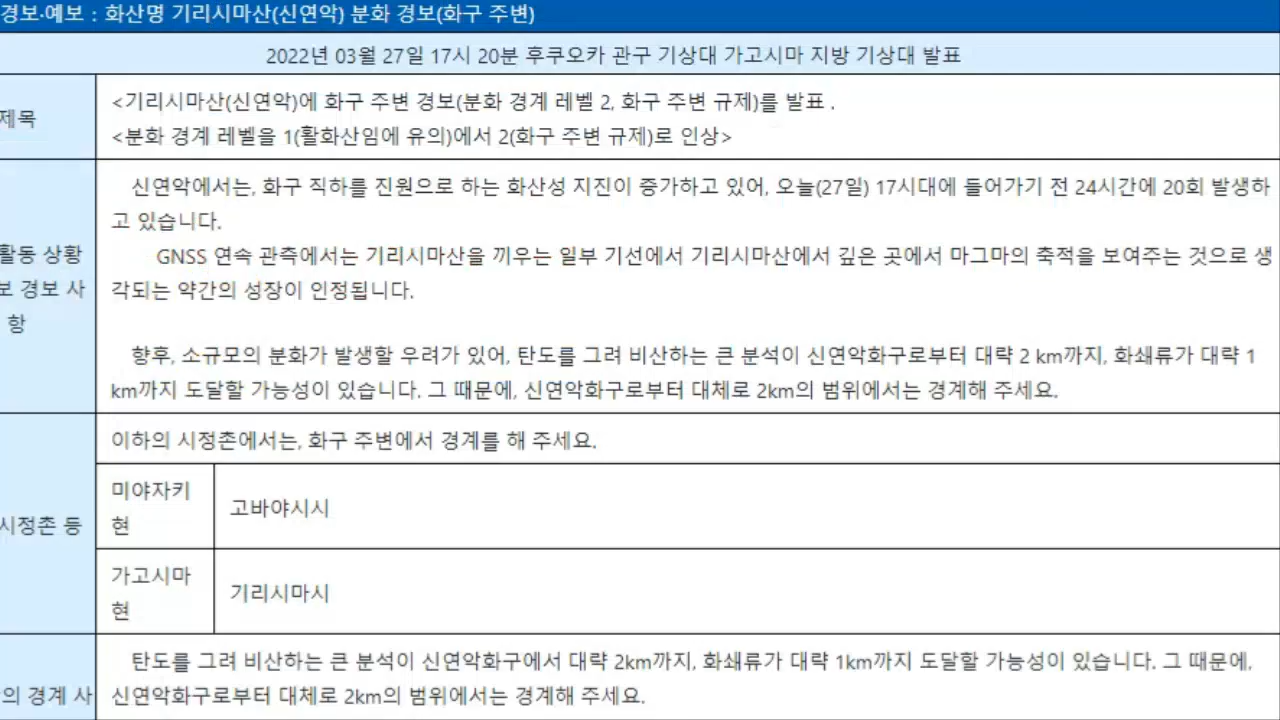 경보·예보 : 화산명 기리시마산(신연악) 분화 경보(화구 주변)
2022년 03월 27일 17시 20분 후쿠오카 관구 기상대 가고시마 지방 기상대 발표
제목
<기리시마산(신연악)에 화구 주변 경보(분화 경계 레벨 2, 화구 주변 규제)를 발표 .
<분화 경계 레벨을 1(활화산임에 유의)에서 2(화구 주변 규제)로 인상>
활동 상황
보 경보 사
항
신연악에서는, 화구 직하를 진원으로 하는 화산성 지진이 증가하고 있어, 오늘(27일) 17시대에 들어가기 전 24시간에 20회 발생하
고 있습니다.
GNSS 연속 관측에서는 기리시마산을 끼우는 일부 기선에서 기리시마산에서 깊은 곳에서 마그마의 축적을 보여주는 것으로 생
각되는 약간의 성장이 인정됩니다.
향후, 소규모의 분화가 발생할 우려가 있어, 탄도를 그려 비산하는 큰 분석이 신연악화구로부터 대략 2 km까지, 화쇄류가 대략 1
km까지 도달할 가능성이 있습니다. 그 때문에, 신연악화구로부터 대체로 2km의 범위에서는 경계해 주세요.
시정촌 등
이하의 시정촌에서는, 화구 주변에서 경계를 해 주세요.
미야자키
현
고바야시시
가고시마
현
기리시마시
의 경계 사
탄도를 그려 비산하는 큰 분석이 신연악화구에서 대략 2km까지, 화쇄류가 대략 1km까지 도달할 가능성이 있습니다. 그 때문에,
신연악화구로부터 대체로 2km의 범위에서는 경계해 주세요.